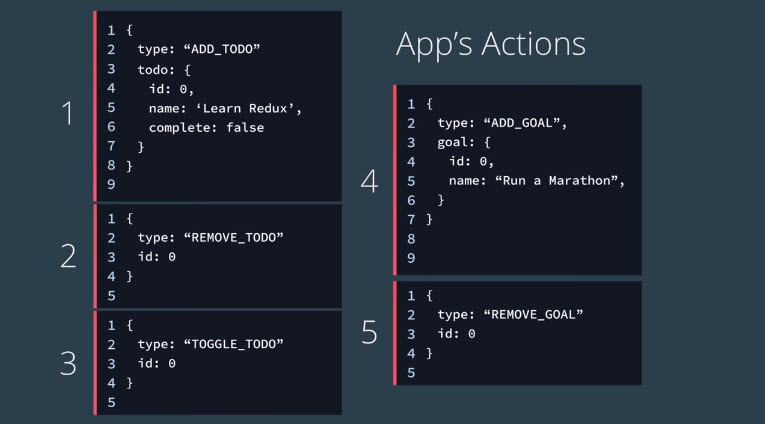 App's Actions
1
1 {
2 type: “ADD_TODO”
3 todo: {
4 id: 0,
5 name: ‘Learn Redux’,
6 complete: false
7 }
8 }
9
2
1 {
2 type: “REMOVE_TODO”
3 id: 0
4 }
5
3
1 {
2 type: “TOGGLE_TODO”
3 id: 0
4 }
5
4
1 {
2 type: “ADD_GOAL”,
3 goal: {
4 id: 0,
5 name: “Run a Marathon”,
6 }
7 }
8
9
5
1 {
2 type: “REMOVE_GOAL”
3 id: 0
4 }
5